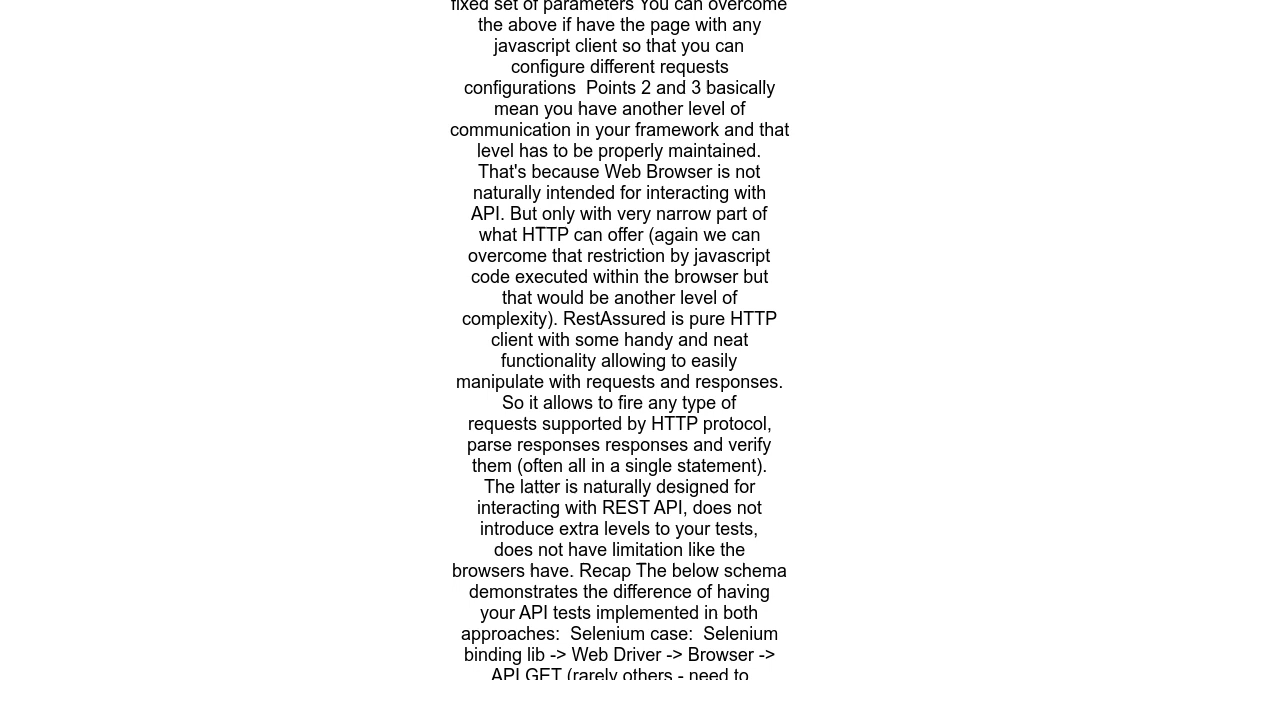 fixed set of parameters You can overcome
the above if have the page with any
javascript client so that you can
configure different requests
configurations  Points 2 and 3 basically
mean you have another level of
communication in your framework and that
level has to be properly maintained.
That's because Web Browser is not
naturally intended for interacting with
API. But only with very narrow part of
what HTTP can offer (again we can
overcome that restriction by javascript
code executed within the browser but
that would be another level of
complexity). RestAssured is pure HTTP
client with some handy and neat
functionality allowing to easily
manipulate with requests and responses.
So it allows to fire any type of
requests supported by HTTP protocol,
parse responses responses and verify
them (often all in a single statement).
The latter is naturally designed for
interacting with REST API, does not
introduce extra levels to your tests,
does not have limitation like the
browsers have. Recap The below schema
demonstrates the difference of having
your API tests implemented in both
approaches:  Selenium case:  Selenium
binding lib -> Web Driver -> Browser ->
API GET (rarely others - need to